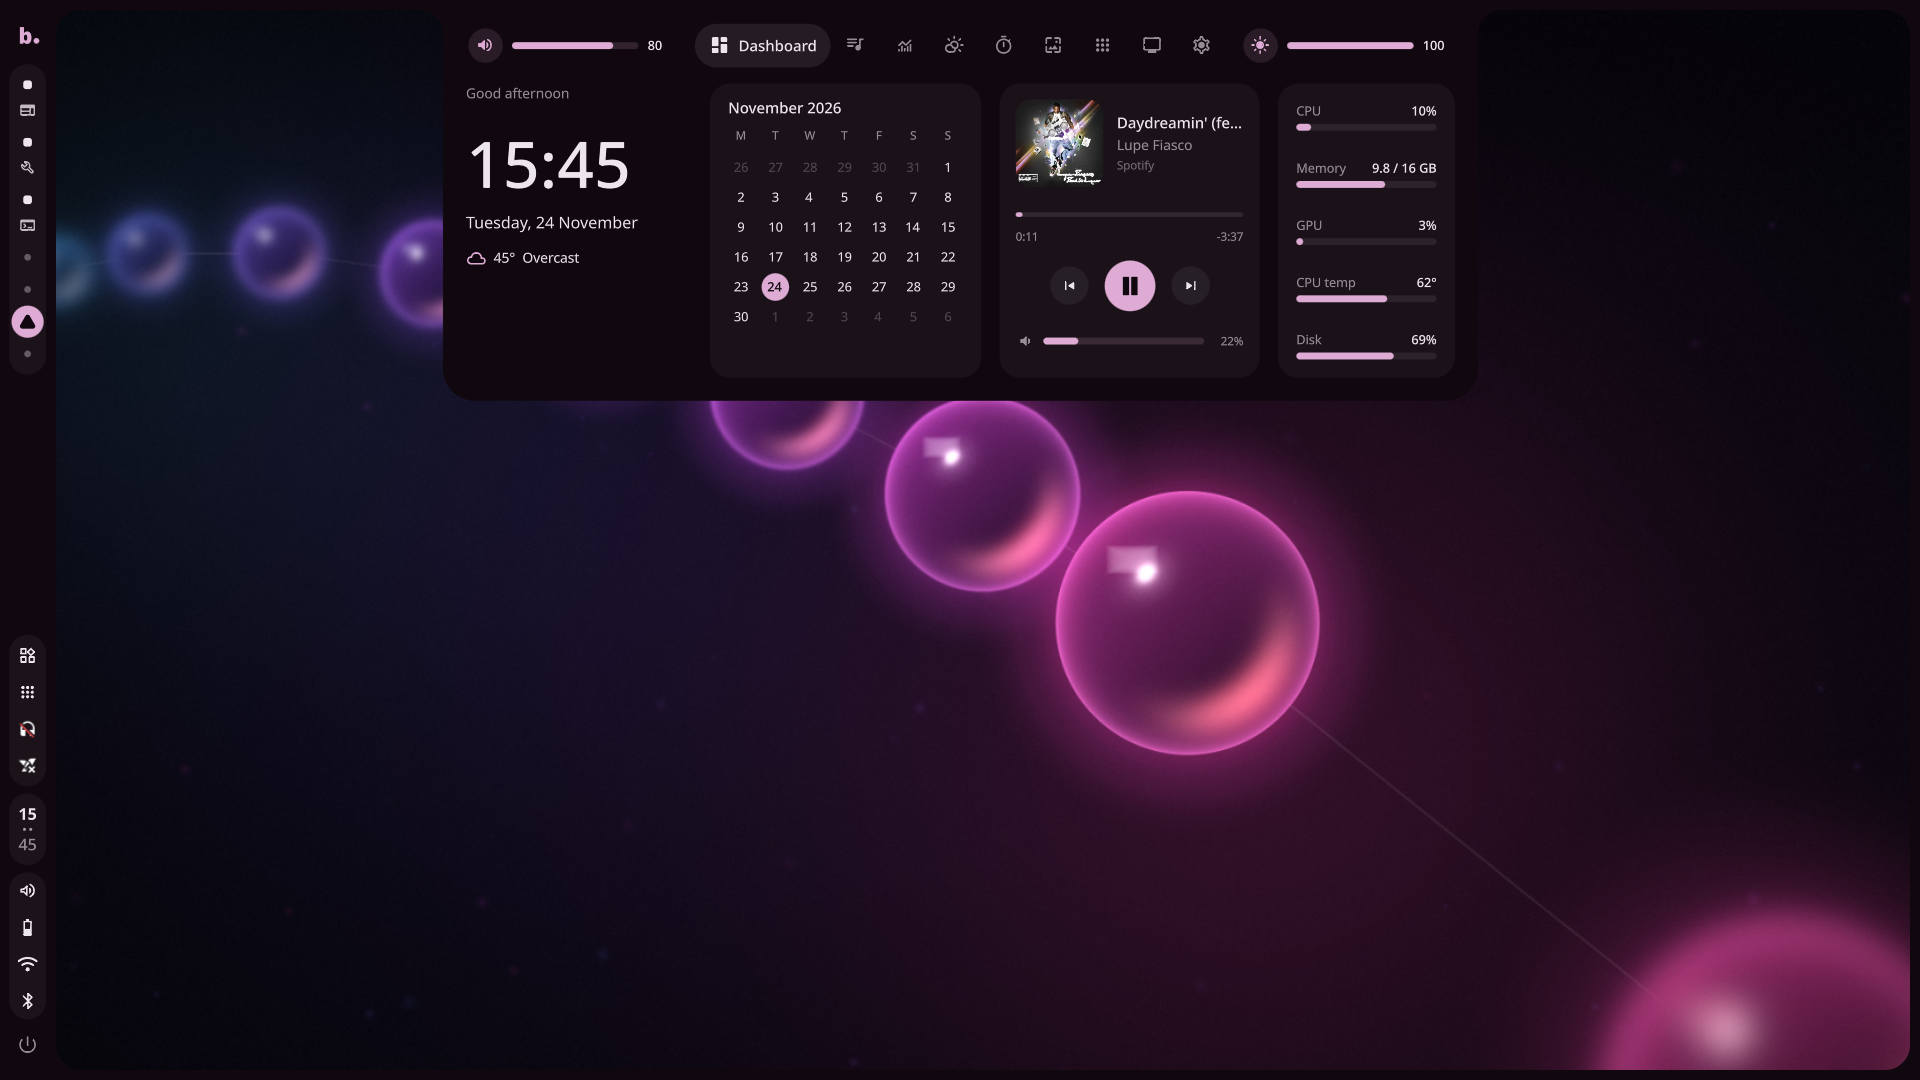 b.
80
Dashboard
100
Good afternoon
15:45
Tuesday, 24 November
45° Overcast
November 2026
M T W T F S S
26 27 28 29 30 31 1
2 3 4 5 6 7 8
9 10 11 12 13 14 15
16 17 18 19 20 21 22
23 24 25 26 27 28 29
30 1 2 3 4 5 6
Daydreamin' (fe...
Lupe Fiasco
Spotify
0:11 -3:37
22%
CPU 10%
Memory 9.8 / 16 GB
GPU 3%
CPU temp 62°
Disk 69%
15
45